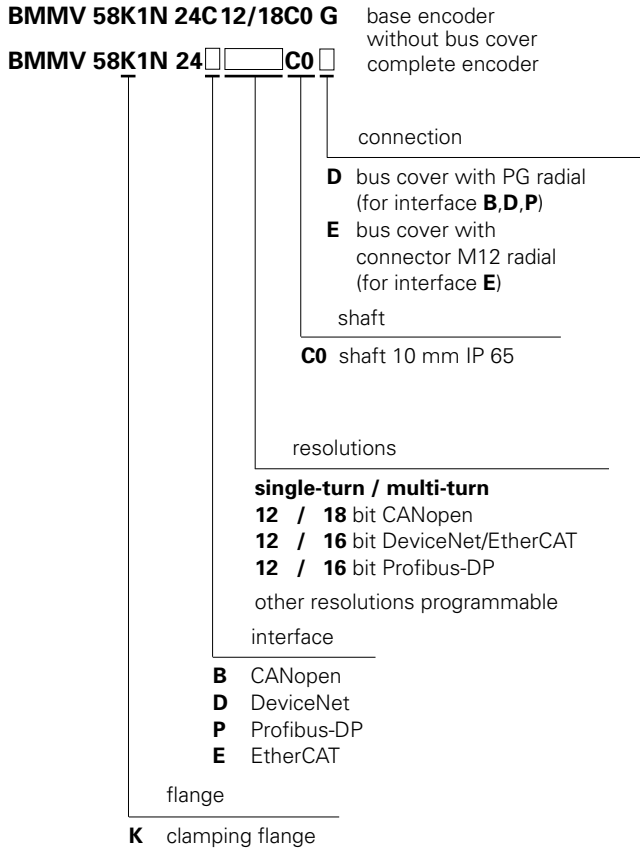 BMMV 58K1N 24C12/18C0 G base encoder
without bus cover
BMMV 58K1N 24 C0 complete encoder
connection
D bus cover with PG radial
(for interface B,D,P)
E bus cover with
connector M12 radial
(for interface E)
shaft
C0 shaft 10 mm IP 65
resolutions
single-turn / multi-turn
12 / 18 bit CANopen
12 / 16 bit DeviceNet/EtherCAT
12 / 16 bit Profibus-DP
other resolutions programmable
interface
B CANopen
D DeviceNet
P Profibus-DP
E EtherCAT
flange
K clamping flange